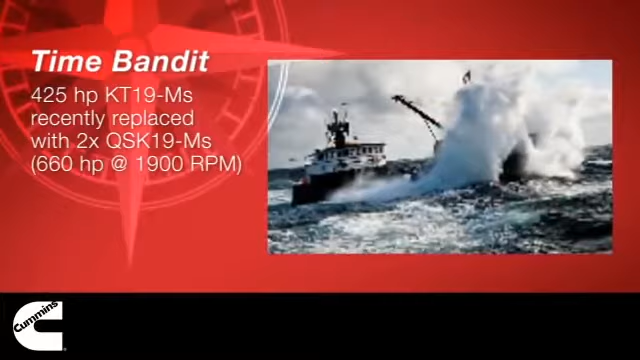 Time Bandit
425 hp KT19-Ms
recently replaced
with 2x QSK19-Ms
(660 hp @ 1900 RPM)
Cummins